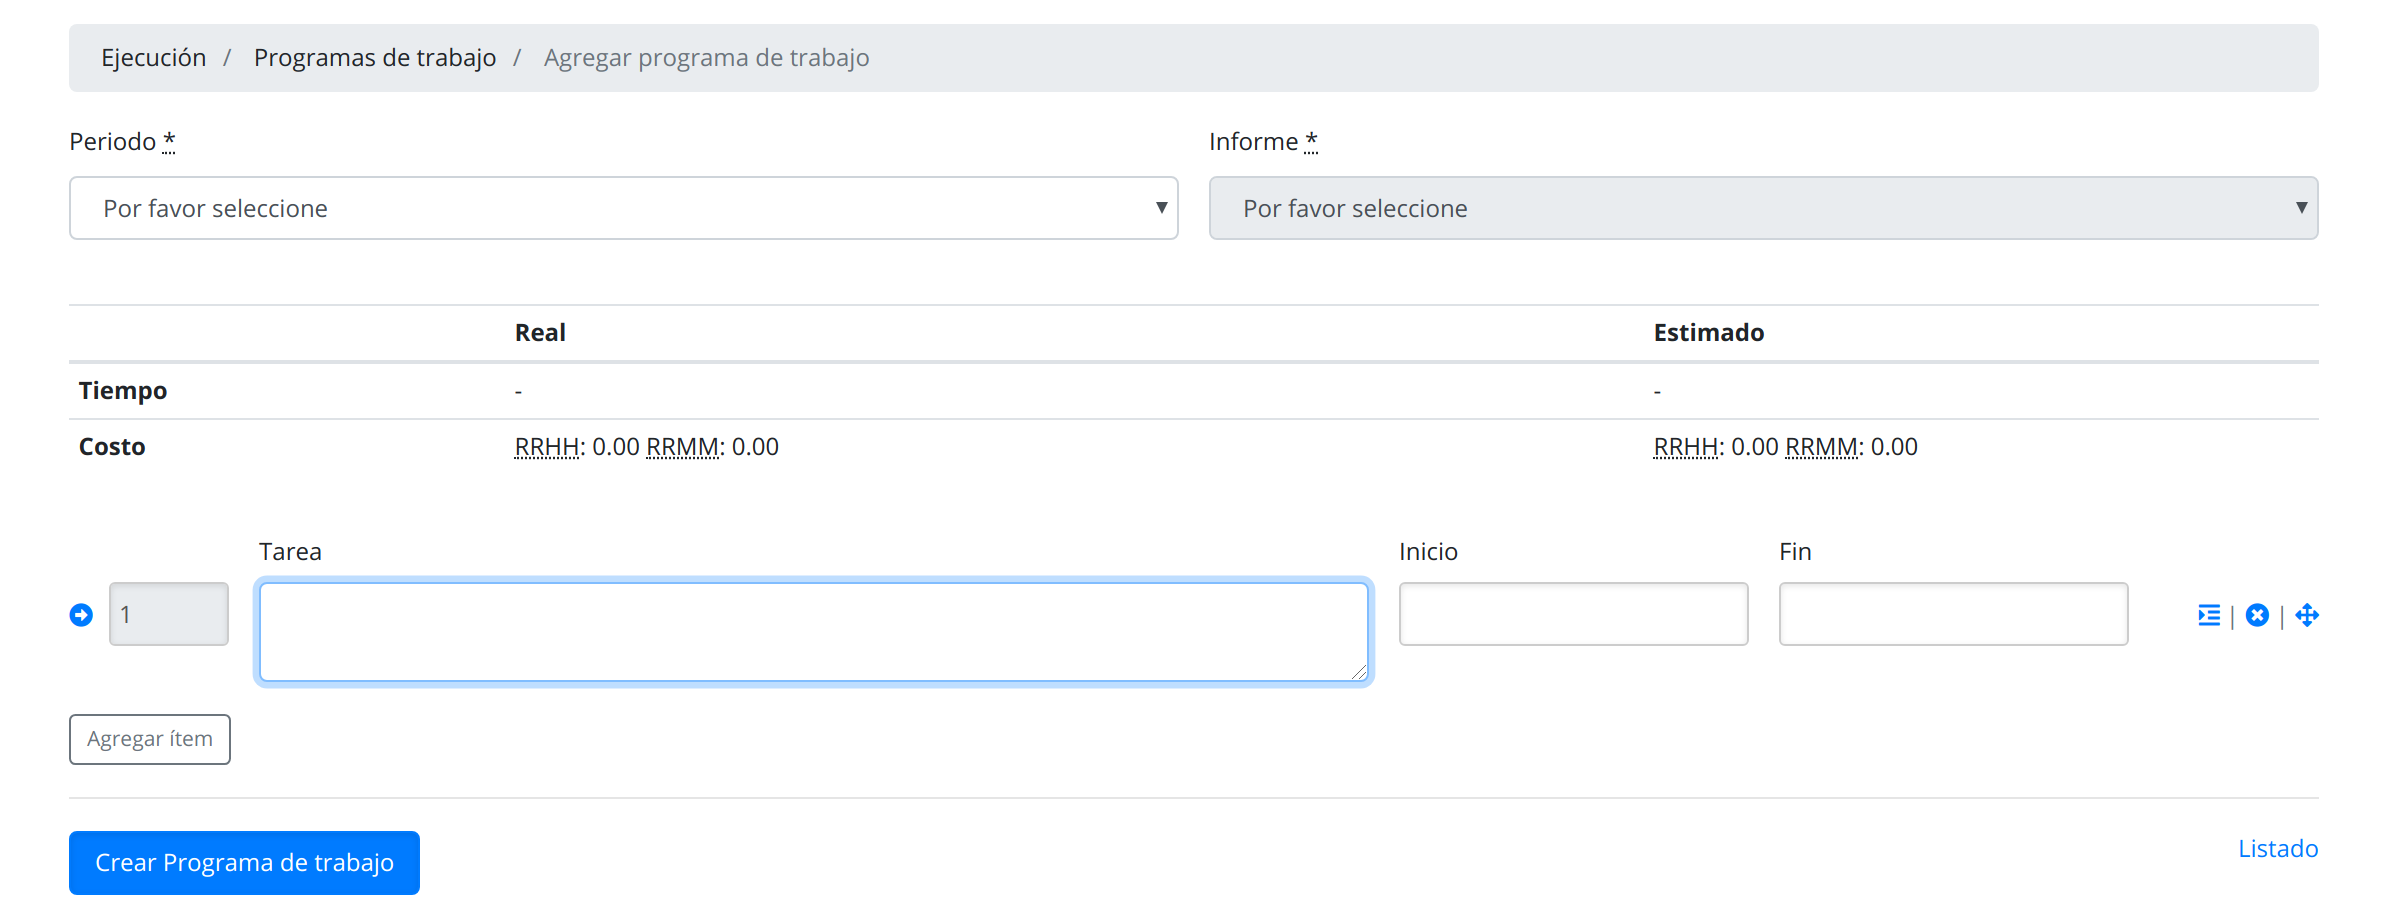 Ejecución / Programas de trabajo / Agregar programa de trabajo
Periodo * Informe *
Por favor seleccione Por favor seleccione
Real Estimado
Tiempo - -
Costo RRHH: 0.00 RRMM: 0.00 RRHH: 0.00 RRMM: 0.00
Tarea Inicio Fin
1 | |
Agregar ítem
Crear Programa de trabajo Listado